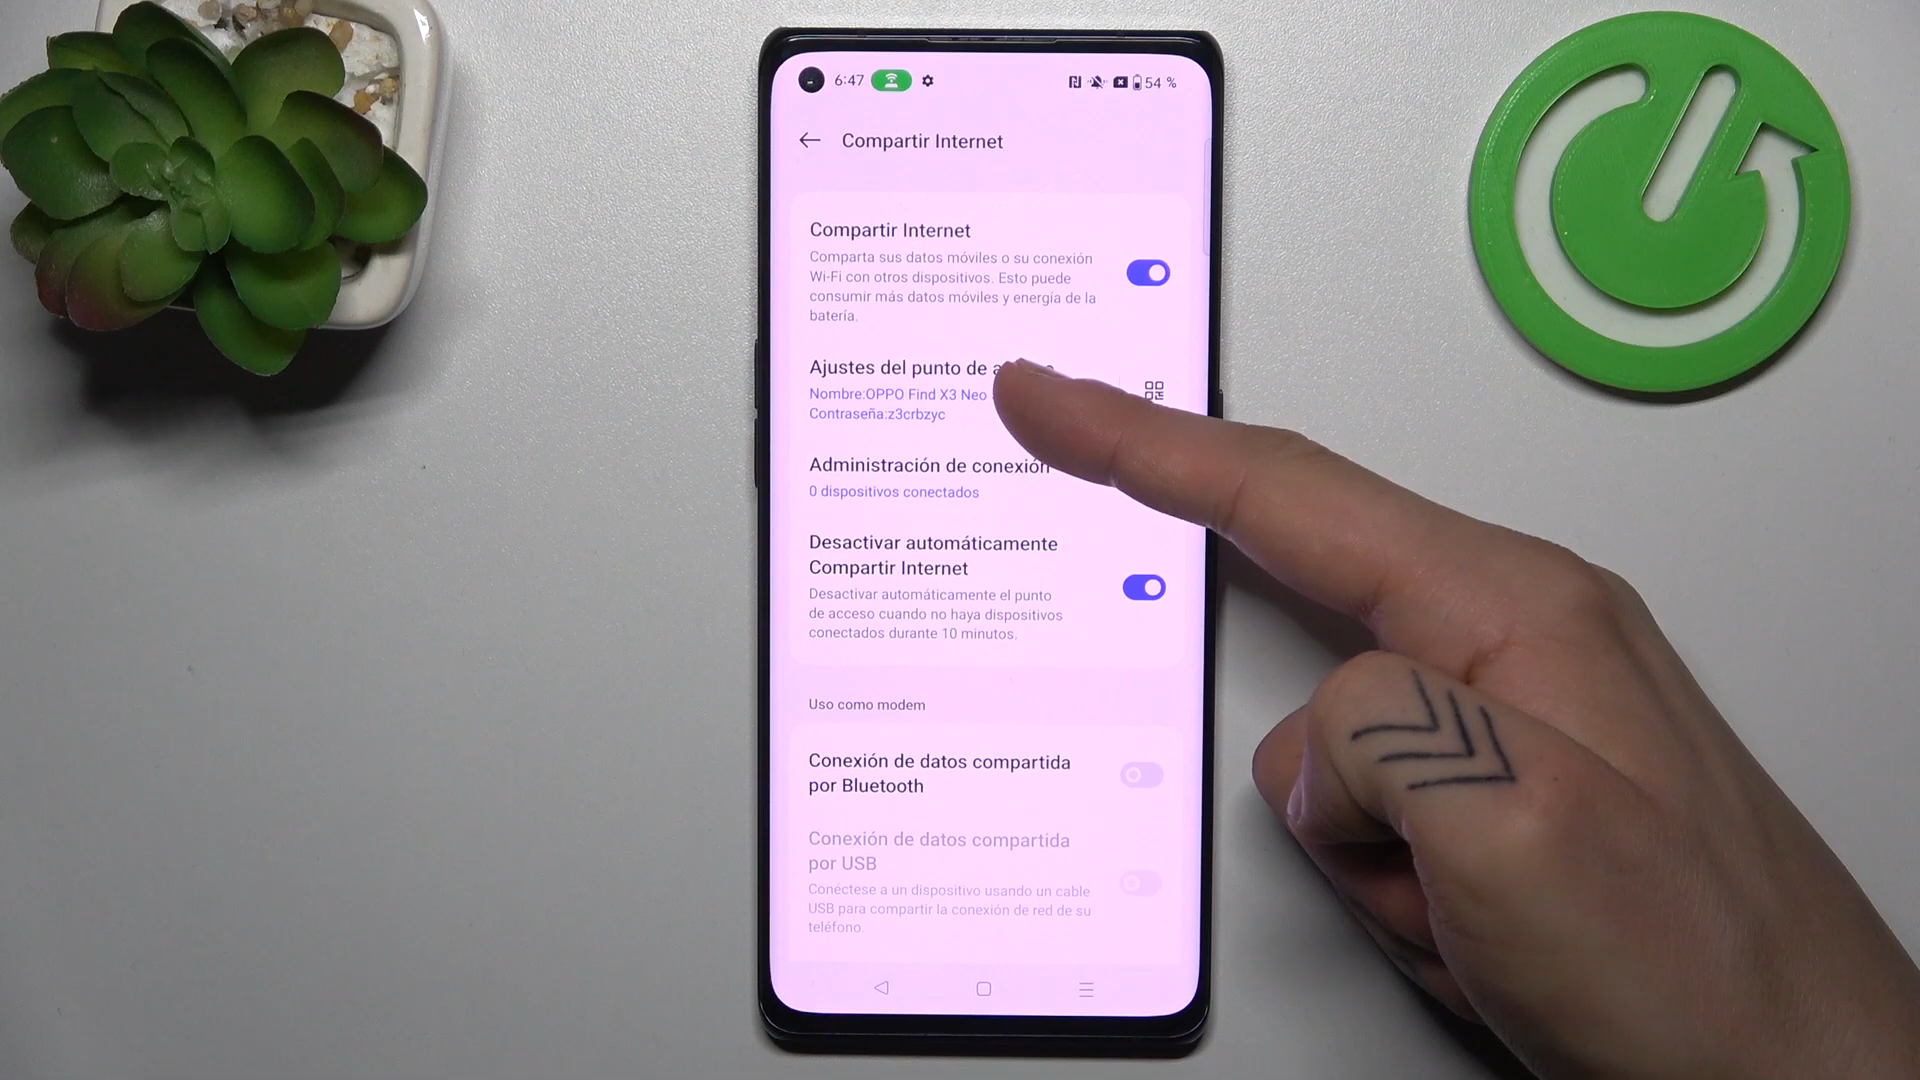 6:47
54 %
Compartir Internet
Compartir Internet
Comparta sus datos móviles o su conexión
Wi-Fi con otros dispositivos. Esto puede
consumir más datos móviles y energía de la
batería.
Ajustes del punto de
Nombre:OPPO Find X3 Neo
Contraseña:z3crbzyc
Administración de conexión
0 dispositivos conectados
Desactivar automáticamente
Compartir Internet
Desactivar automáticamente el punto
de acceso cuando no haya dispositivos
conectados durante 10 minutos.
Uso como modem
Conexión de datos compartida
por Bluetooth
Conexión de datos compartida
por USB
Conéctese a un dispositivo usando un cable
USB para compartir la conexión de red de su
teléfono.